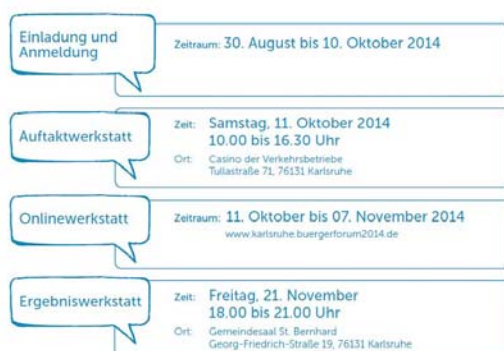 Einladung und
Anmeldung
Zeitraum: 30. August bis 10. Oktober 2014
Auftaktwerkstatt
Zeit: Samstag, 11. Oktober 2014
10.00 bis 16.30 Uhr
Ort: Casino der Verkehrsbetriebe
Tullastraße 71, 76131 Karlsruhe
Onlinewerkstatt
Zeitraum: 11. Oktober bis 07. November 2014
www.karlsruhe.buergerforum2014.de
Ergebniswerkstatt
Zeit: Freitag, 21. November
18.00 bis 21.00 Uhr
Ort: Gemeindesaal St. Bernhard
Georg-Friedrich-Straße 19, 76131 Karlsruhe